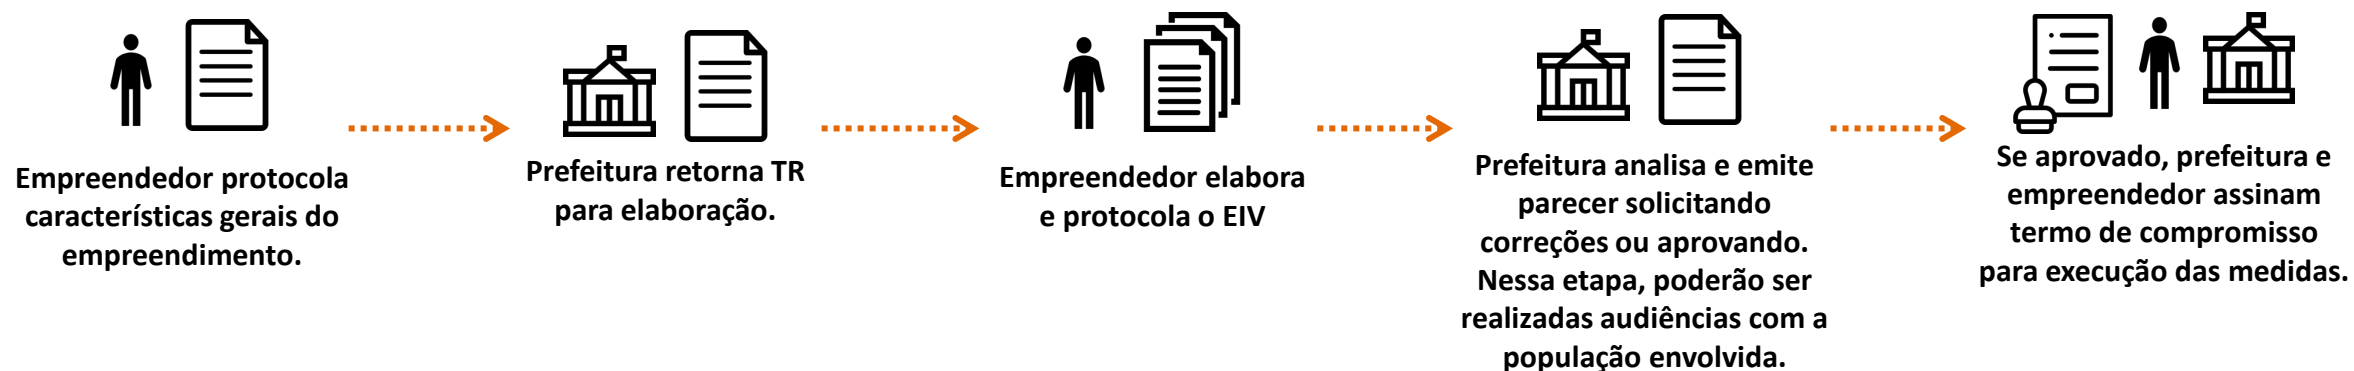 Empreendedor protocola
características gerais do
empreendimento.
Prefeitura retorna TR
para elaboração.
Empreendedor elabora
e protocola o EIV
Prefeitura analisa e emite
parecer solicitando
correções ou aprovando.
Nessa etapa, poderão ser
realizadas audiências com a
população envolvida.
Se aprovado, prefeitura e
empreendedor assinam
termo de compromisso
para execução das medidas.